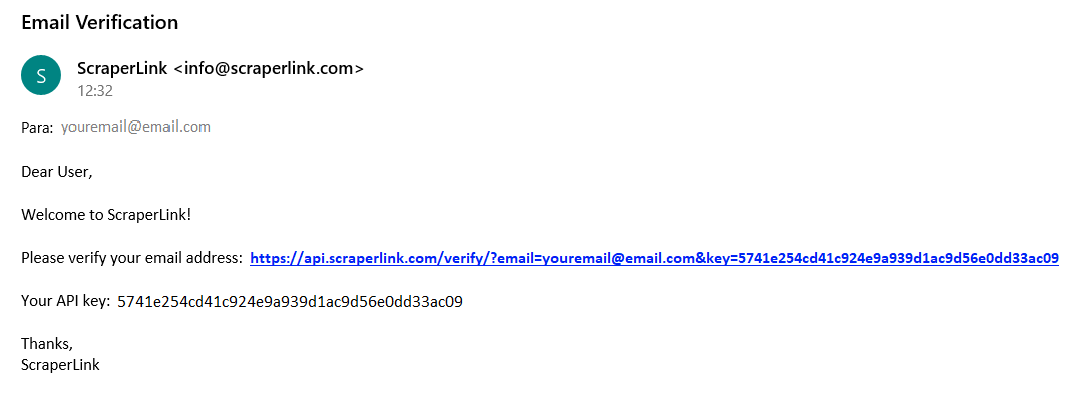 Email Verification
S
ScraperLink <info@scraperlink.com>
12:32
Para: youremail@email.com
Dear User,
Welcome to ScraperLink!
Please verify your email address: https://api.scraperlink.com/verify/?email=youremail@email.com&key=5741e254cd41c924e9a939d1ac9d56e0dd33ac09
Your API key: 5741e254cd41c924e9a939d1ac9d56e0dd33ac09
Thanks,
ScraperLink